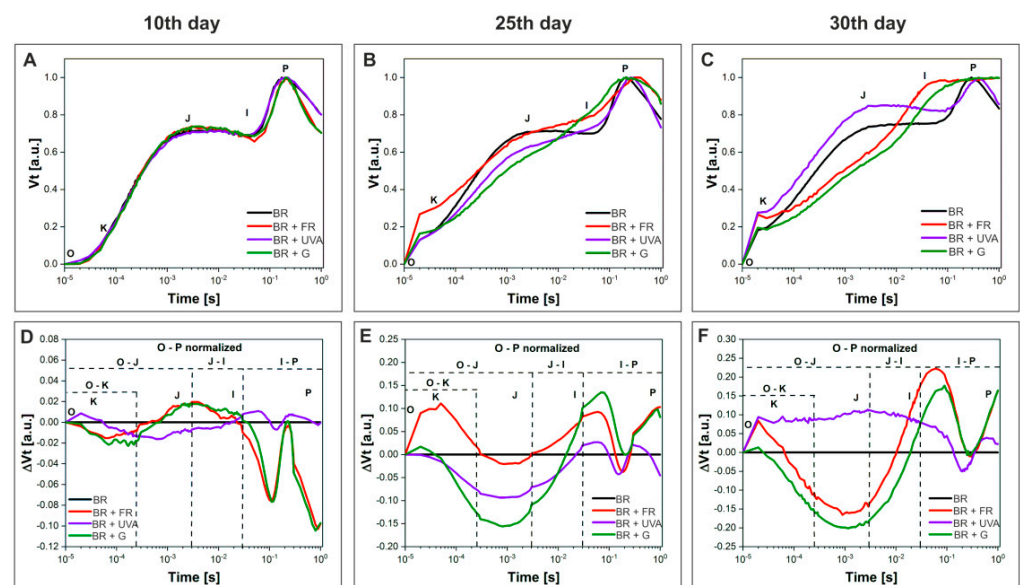 10th day
25th day
30th day
A
P
J
I
K
O
Vt [a.u.]
1.0
0.8
0.6
0.4
0.2
0.0
BR
BR + FR
BR + UVA
BR + G
10⁻⁵ 10⁻⁴ 10⁻³ 10⁻² 10⁻¹ 10⁰
Time [s]
B
P
I
J
K
O
Vt [a.u.]
1.0
0.8
0.6
0.4
0.2
0.0
BR
BR + FR
BR + UVA
BR + G
10⁻⁵ 10⁻⁴ 10⁻³ 10⁻² 10⁻¹ 10⁰
Time [s]
C
P
I
J
K
O
Vt [a.u.]
1.0
0.8
0.6
0.4
0.2
0.0
BR
BR + FR
BR + UVA
BR + G
10⁻⁵ 10⁻⁴ 10⁻³ 10⁻² 10⁻¹ 10⁰
Time [s]
D
O - P normalized
O - J J - I I - P
O - K
O K J I P
ΔVt [a.u.]
0.08
0.06
0.04
0.02
0.00
-0.02
-0.04
-0.06
-0.08
-0.10
-0.12
BR
BR + FR
BR + UVA
BR + G
10⁻⁵ 10⁻⁴ 10⁻³ 10⁻² 10⁻¹ 10⁰
Time [s]
E
O - P normalized
O - J J - I I - P
O - K
O K J I P
ΔVt [a.u.]
0.25
0.20
0.15
0.10
0.05
0.00
-0.05
-0.10
-0.15
-0.20
BR
BR + FR
BR + UVA
BR + G
10⁻⁵ 10⁻⁴ 10⁻³ 10⁻² 10⁻¹ 10⁰
Time [s]
F
O - P normalized
O - J J - I I - P
O - K
O K J I P
ΔVt [a.u.]
0.30
0.25
0.20
0.15
0.10
0.05
0.00
-0.05
-0.10
-0.15
-0.20
-0.25
BR
BR + FR
BR + UVA
BR + G
10⁻⁵ 10⁻⁴ 10⁻³ 10⁻² 10⁻¹ 10⁰
Time [s]